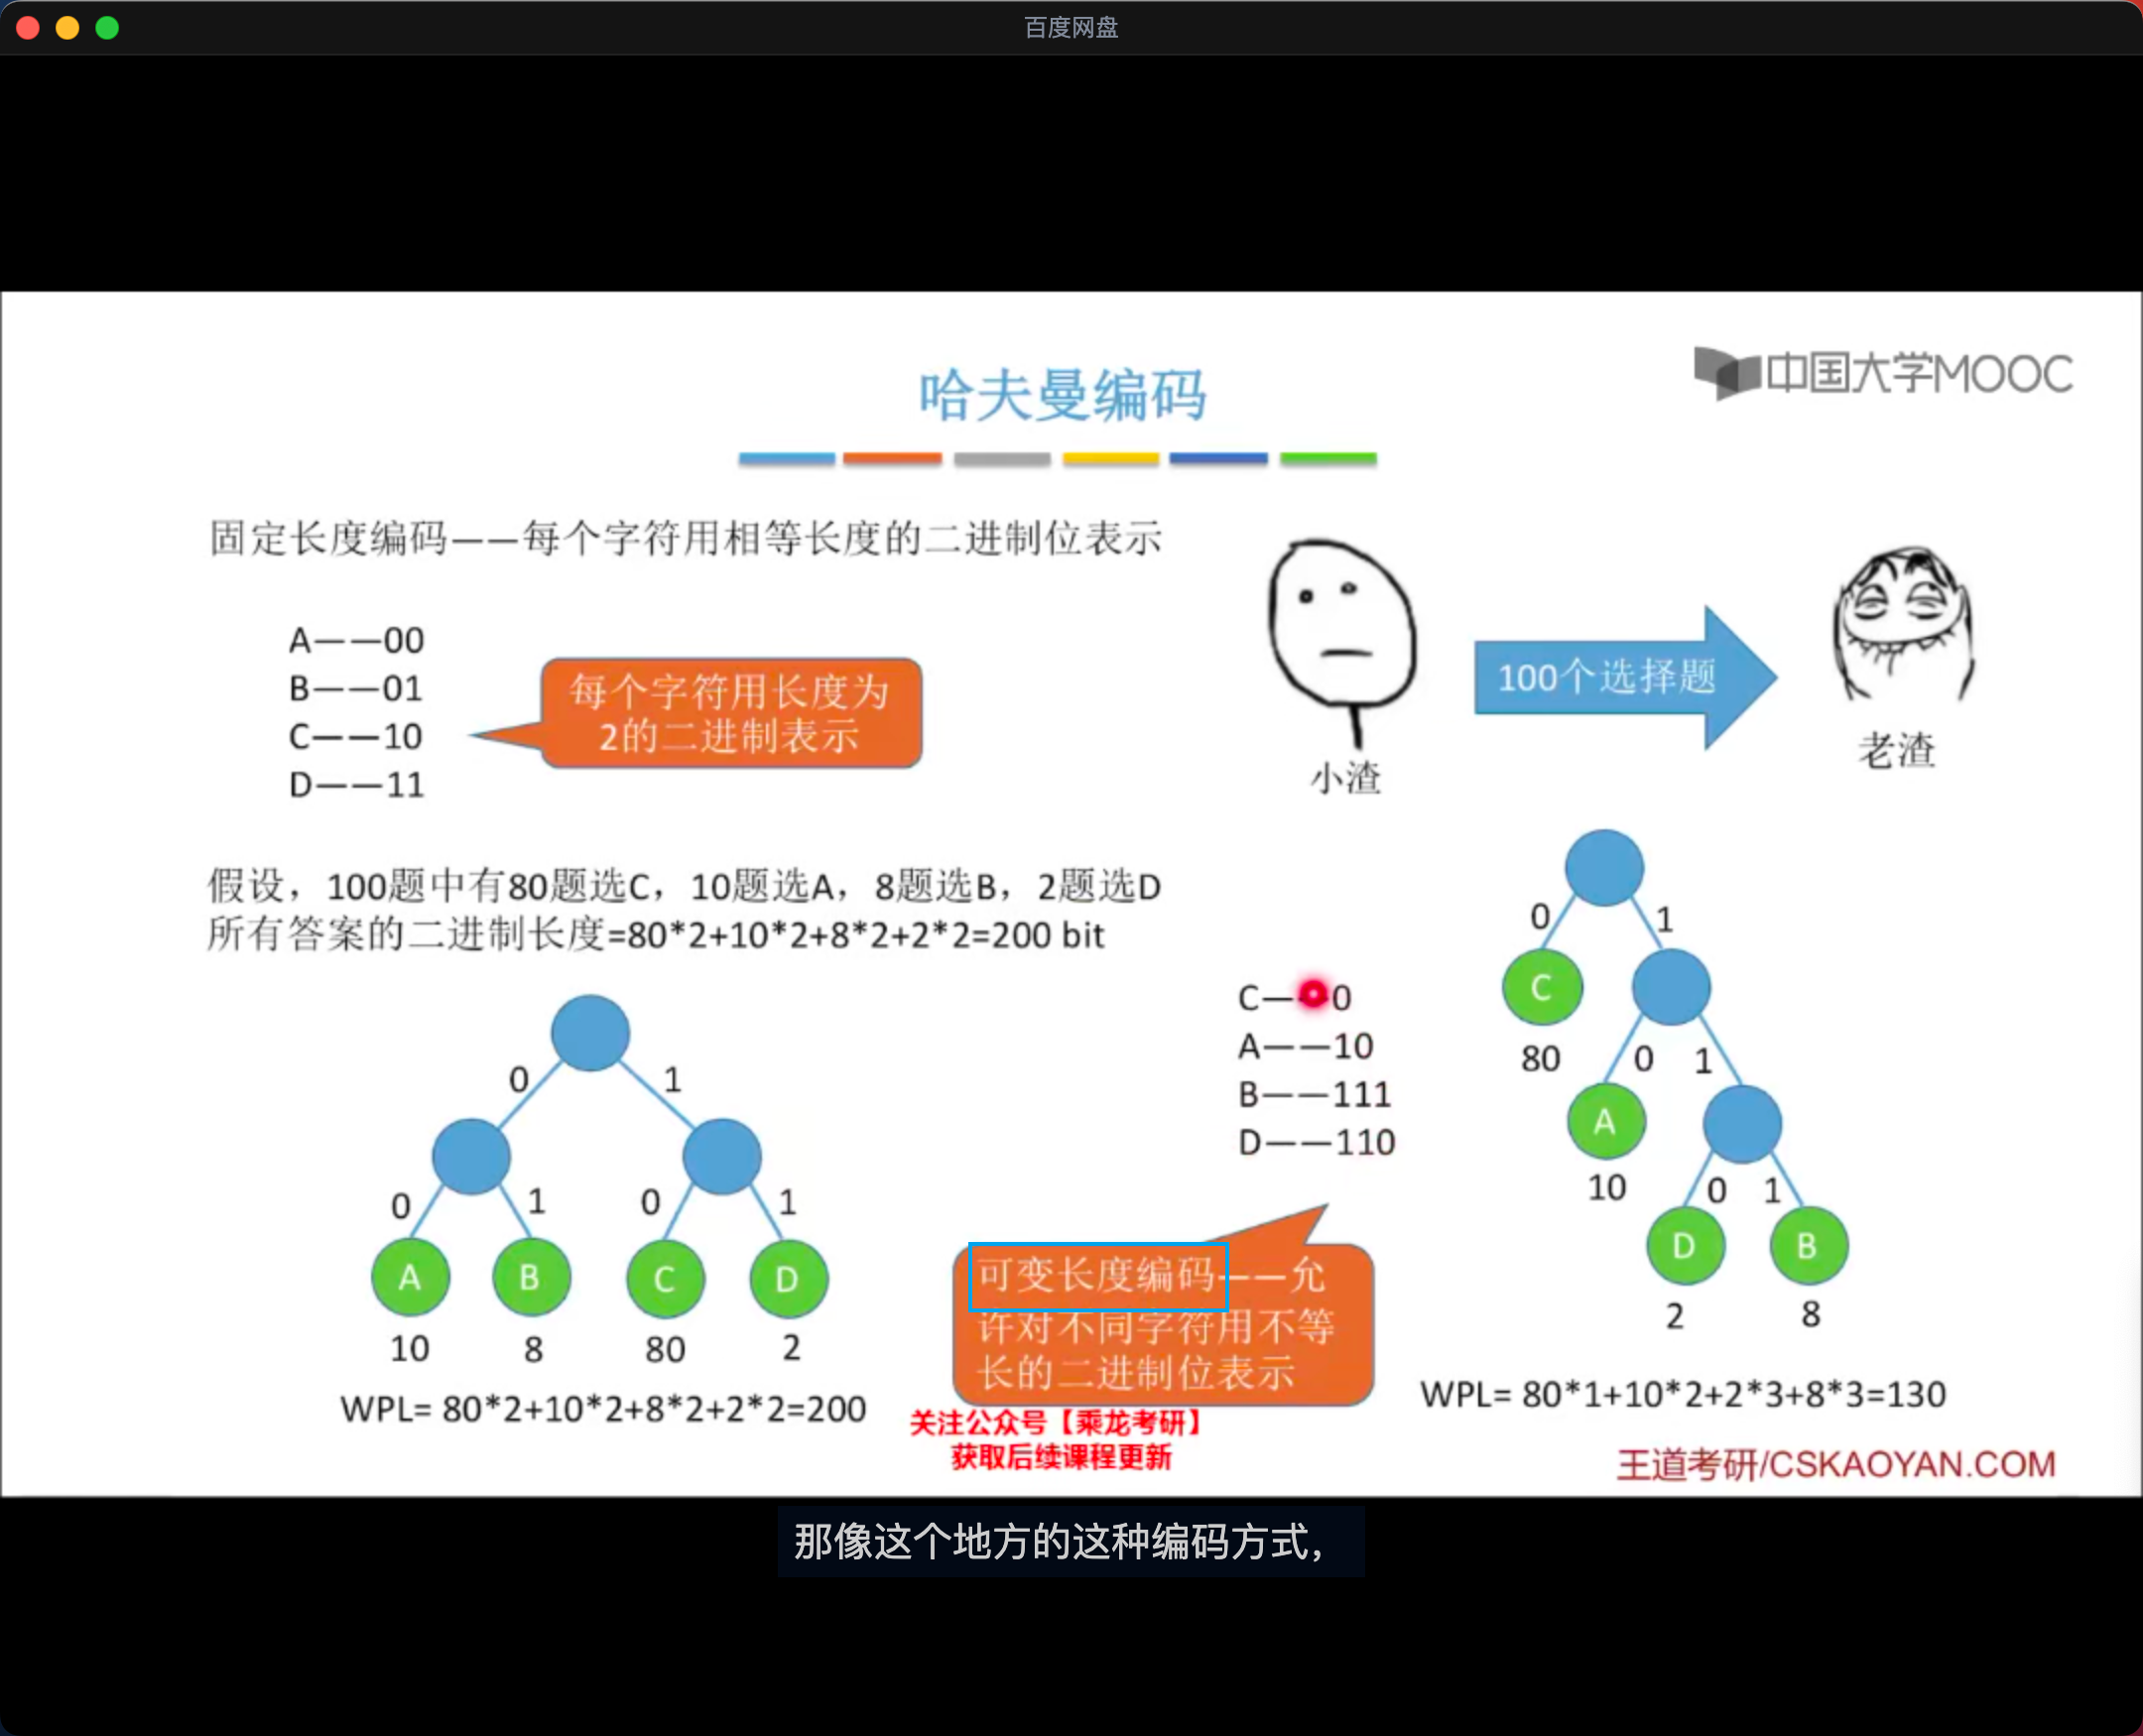 百度网盘
中国大学MOOC
哈夫曼编码
固定长度编码——每个字符用相等长度的二进制位表示
A——00
B——01
C——10
D——11
每个字符用长度为
2的二进制表示
小渣
100个选择题
老渣
假设，100题中有80题选C，10题选A，8题选B，2题选D
所有答案的二进制长度=80*2+10*2+8*2+2*2=200 bit
0 1
0 1 0 1
A B C D
10 8 80 2
WPL= 80*2+10*2+8*2+2*2=200
C—0
A——10
B——111
D——110
可变长度编码——允
许对不同字符用不等
长的二进制位表示
0 1
C
80 0 1
A
10 0 1
D B
2 8
WPL= 80*1+10*2+2*3+8*3=130
关注公众号【乘龙考研】
获取后续课程更新
王道考研/CSKAOYAN.COM
那像这个地方的这种编码方式，